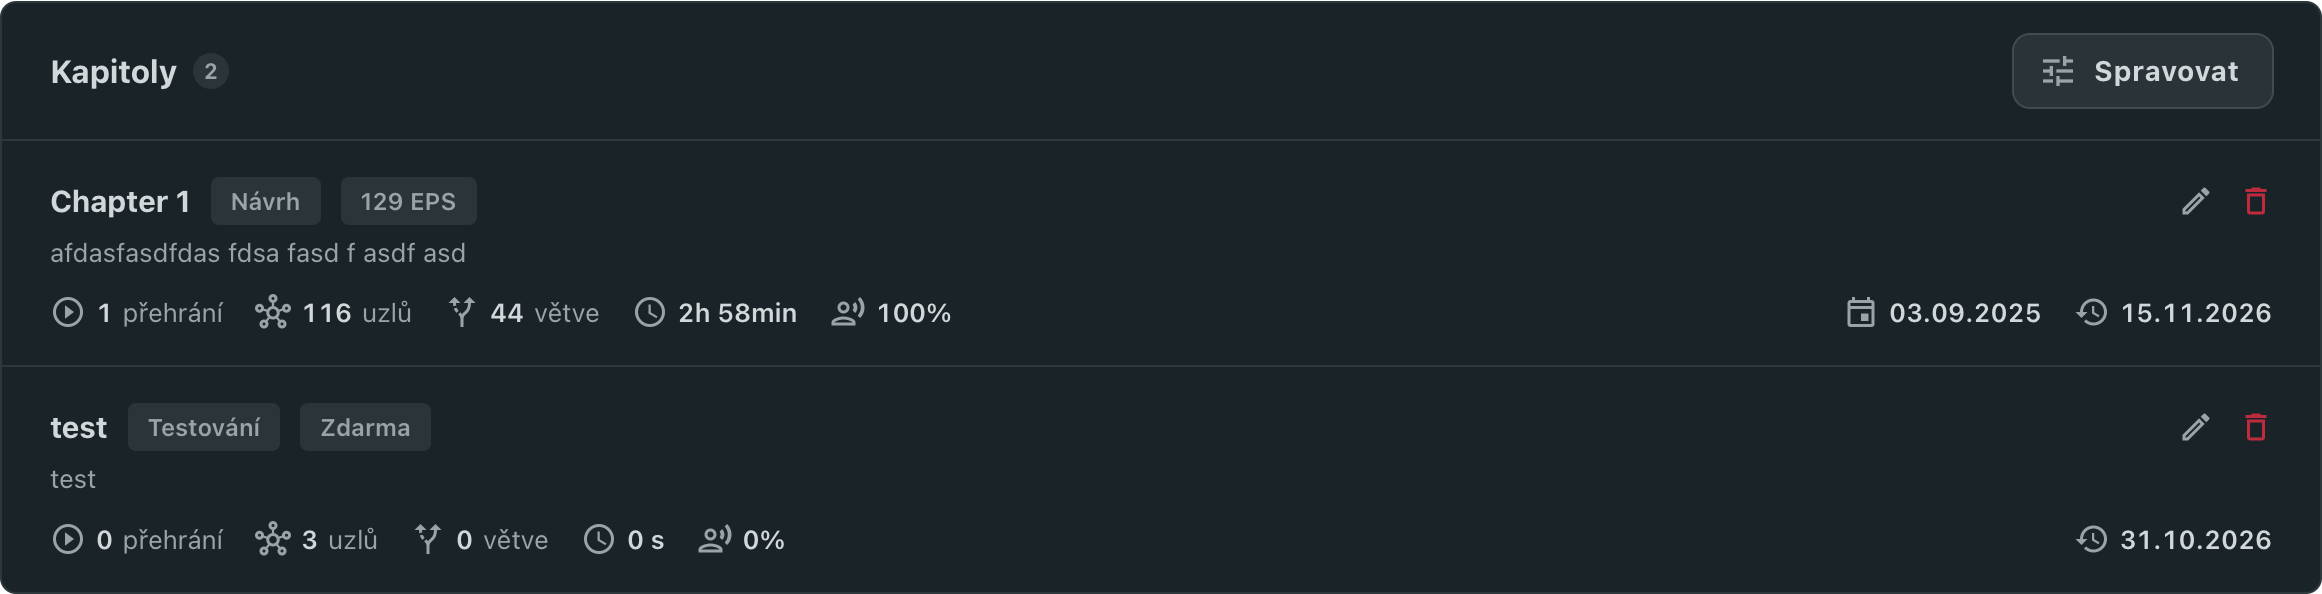 Kapitoly 2 Spravovat
Chapter 1 Návrh 129 EPS
afdasfasdfdas fdsa fasd f asdf asd
1 přehrání 116 uzlů 44 větve 2h 58min 100% 03.09.2025 15.11.2026
test Testování Zdarma
test
0 přehrání 3 uzlů 0 větve 0 s 0% 31.10.2026